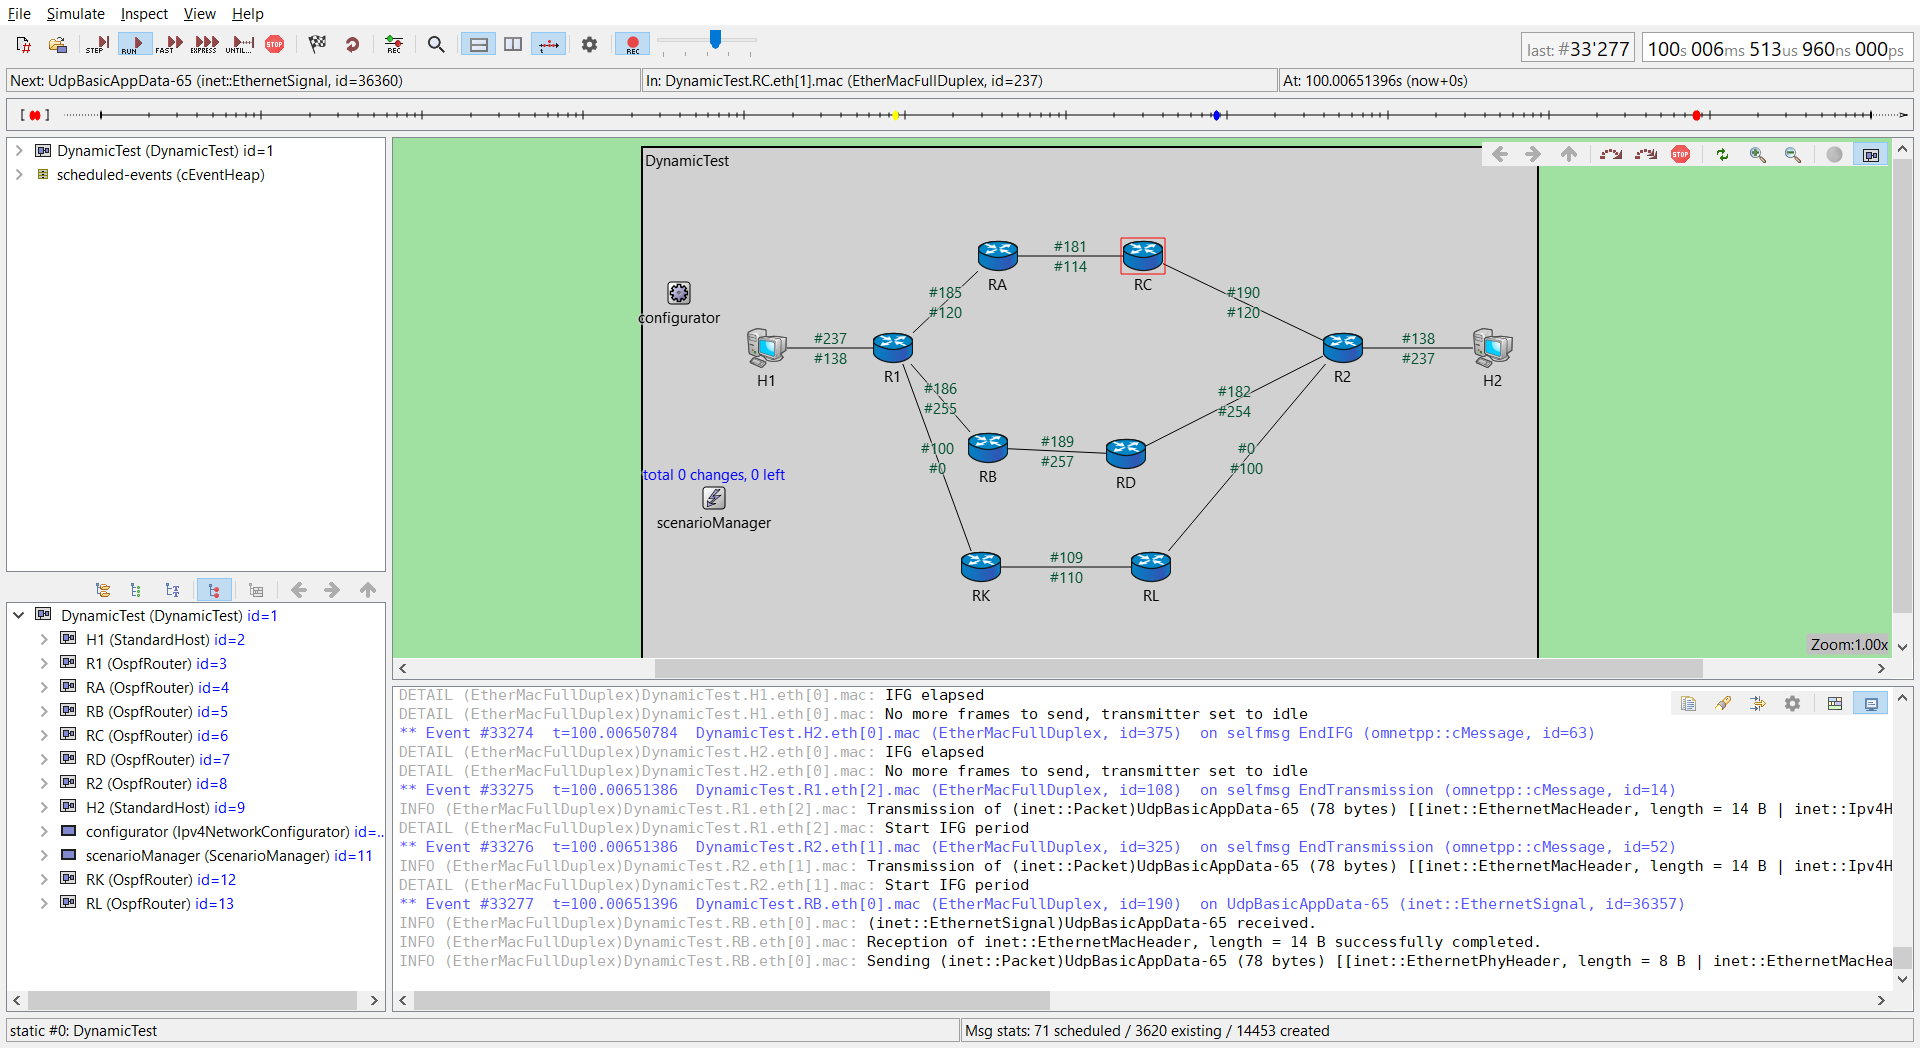 File Simulate Inspect View Help
STEP RUN FAST EXPRESS UNTIL... STOP REC REC
last: #33'277 100s 006ms 513us 960ns 000ps
Next: UdpBasicAppData-65 (inet::EthernetSignal, id=36360) In: DynamicTest.RC.eth[1].mac (EtherMacFullDuplex, id=237) At: 100.00651396s (now+0s)
DynamicTest (DynamicTest) id=1
scheduled-events (cEventHeap)
DynamicTest
STOP
#181
#114
RA
RC
#185
#120
#190
#120
configurator
#237
#138
H1
R1
#138
#237
R2
H2
#186
#255
#182
#254
#100
#0
#189
#257
RB
RD
#0
#100
total 0 changes, 0 left
scenarioManager
#109
#110
RK
RL
Zoom:1.00x
DynamicTest (DynamicTest) id=1
H1 (StandardHost) id=2
R1 (OspfRouter) id=3
RA (OspfRouter) id=4
RB (OspfRouter) id=5
RC (OspfRouter) id=6
RD (OspfRouter) id=7
R2 (OspfRouter) id=8
H2 (StandardHost) id=9
configurator (Ipv4NetworkConfigurator) id=...
scenarioManager (ScenarioManager) id=11
RK (OspfRouter) id=12
RL (OspfRouter) id=13
DETAIL (EtherMacFullDuplex)DynamicTest.H1.eth[0].mac: IFG elapsed
DETAIL (EtherMacFullDuplex)DynamicTest.H1.eth[0].mac: No more frames to send, transmitter set to idle
** Event #33274 t=100.00650784 DynamicTest.H2.eth[0].mac (EtherMacFullDuplex, id=375) on selfmsg EndIFG (omnetpp::cMessage, id=63)
DETAIL (EtherMacFullDuplex)DynamicTest.H2.eth[0].mac: IFG elapsed
DETAIL (EtherMacFullDuplex)DynamicTest.H2.eth[0].mac: No more frames to send, transmitter set to idle
** Event #33275 t=100.00651386 DynamicTest.R1.eth[2].mac (EtherMacFullDuplex, id=108) on selfmsg EndTransmission (omnetpp::cMessage, id=14)
INFO (EtherMacFullDuplex)DynamicTest.R1.eth[2].mac: Transmission of (inet::Packet)UdpBasicAppData-65 (78 bytes) [[inet::EthernetMacHeader, length = 14 B | inet::Ipv4H
DETAIL (EtherMacFullDuplex)DynamicTest.R1.eth[2].mac: Start IFG period
** Event #33276 t=100.00651386 DynamicTest.R2.eth[1].mac (EtherMacFullDuplex, id=325) on selfmsg EndTransmission (omnetpp::cMessage, id=52)
INFO (EtherMacFullDuplex)DynamicTest.R2.eth[1].mac: Transmission of (inet::Packet)UdpBasicAppData-65 (78 bytes) [[inet::EthernetMacHeader, length = 14 B | inet::Ipv4H
DETAIL (EtherMacFullDuplex)DynamicTest.R2.eth[1].mac: Start IFG period
** Event #33277 t=100.00651396 DynamicTest.RB.eth[0].mac (EtherMacFullDuplex, id=190) on UdpBasicAppData-65 (inet::EthernetSignal, id=36357)
INFO (EtherMacFullDuplex)DynamicTest.RB.eth[0].mac: (inet::EthernetSignal)UdpBasicAppData-65 received.
INFO (EtherMacFullDuplex)DynamicTest.RB.eth[0].mac: Reception of inet::EthernetMacHeader, length = 14 B successfully completed.
INFO (EtherMacFullDuplex)DynamicTest.RB.eth[0].mac: Sending (inet::Packet)UdpBasicAppData-65 (78 bytes) [[inet::EthernetPhyHeader, length = 8 B | inet::EthernetMacHea
static #0: DynamicTest Msg stats: 71 scheduled / 3620 existing / 14453 created